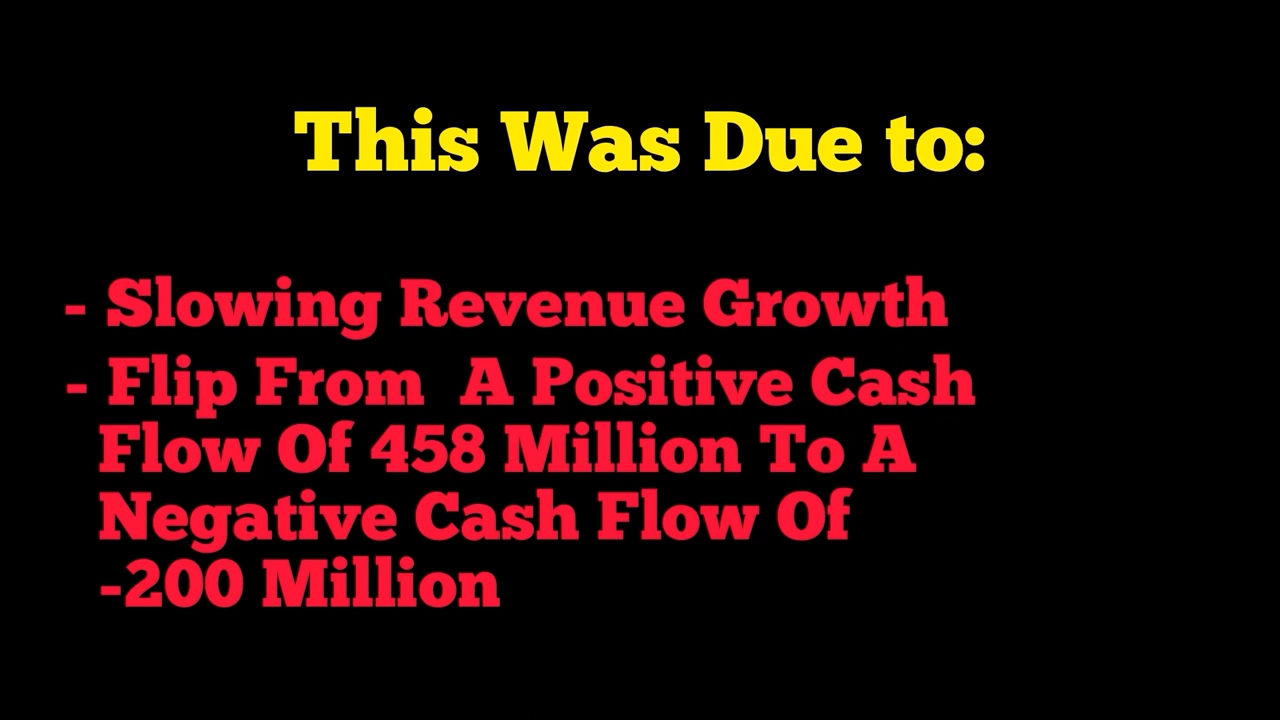 This Was Due to:
- Slowing Revenue Growth
- Flip From  A Positive Cash
Flow Of 458 Million To A
Negative Cash Flow Of
-200 Million